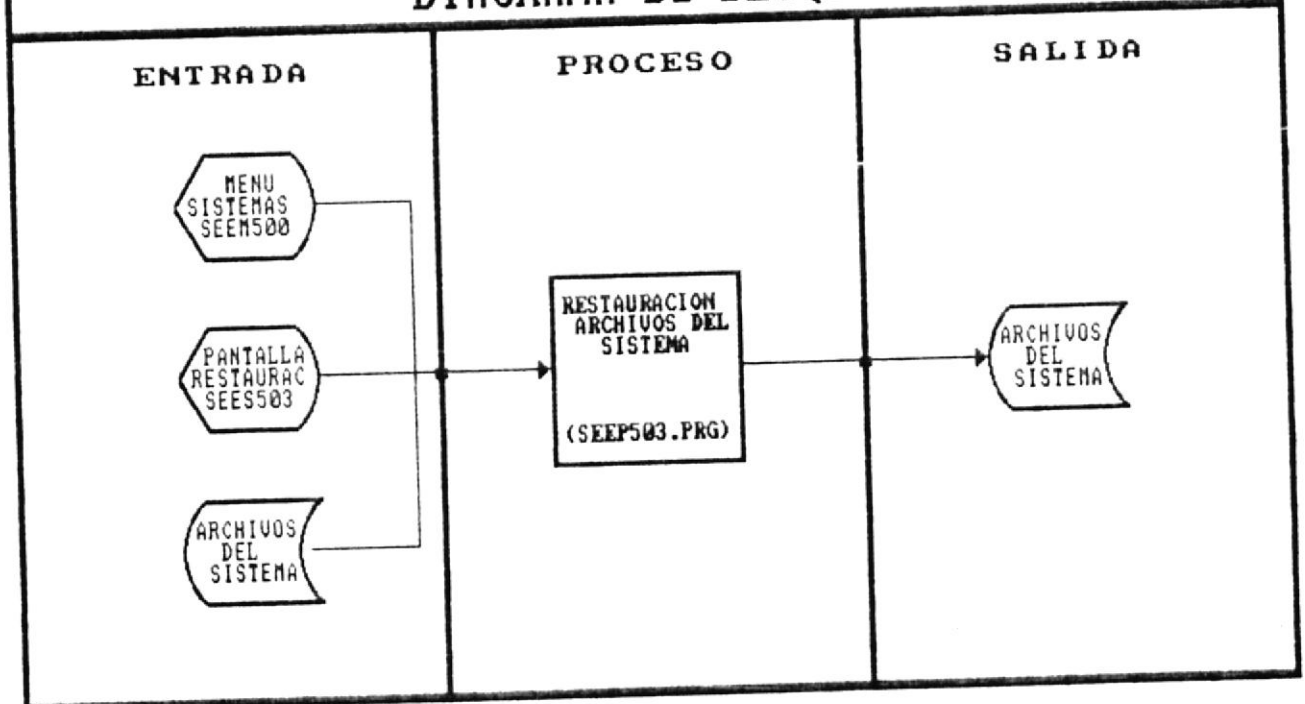 ENTRADA
PROCESO
SALIDA
MENU
SISTEMAS
SEEM500
PANTALLA
RESTAURAC
SEES503
ARCHIVOS
DEL
SISTEMA
RESTAURACION
ARCHIVOS DEL
SISTEMA
(SEEP503.PRG)
ARCHIVOS
DEL
SISTEMA